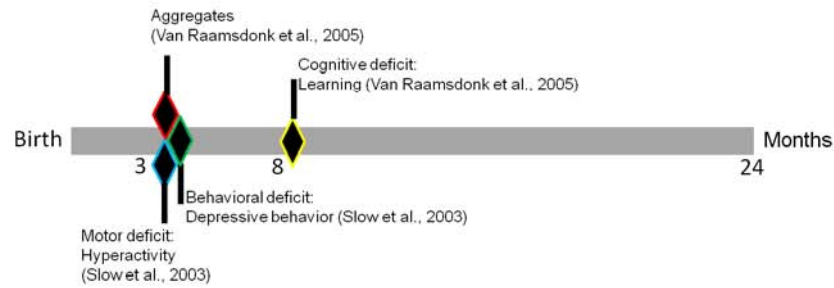 Aggregates
(Van Raamsdonk et al., 2005)
Cognitive deficit:
Learning (Van Raamsdonk et al., 2005)
Birth
Months
3
8
24
Behavioral deficit:
Depressive behavior (Slow et al., 2003)
Motor deficit:
Hyperactivity
(Slow et al., 2003)